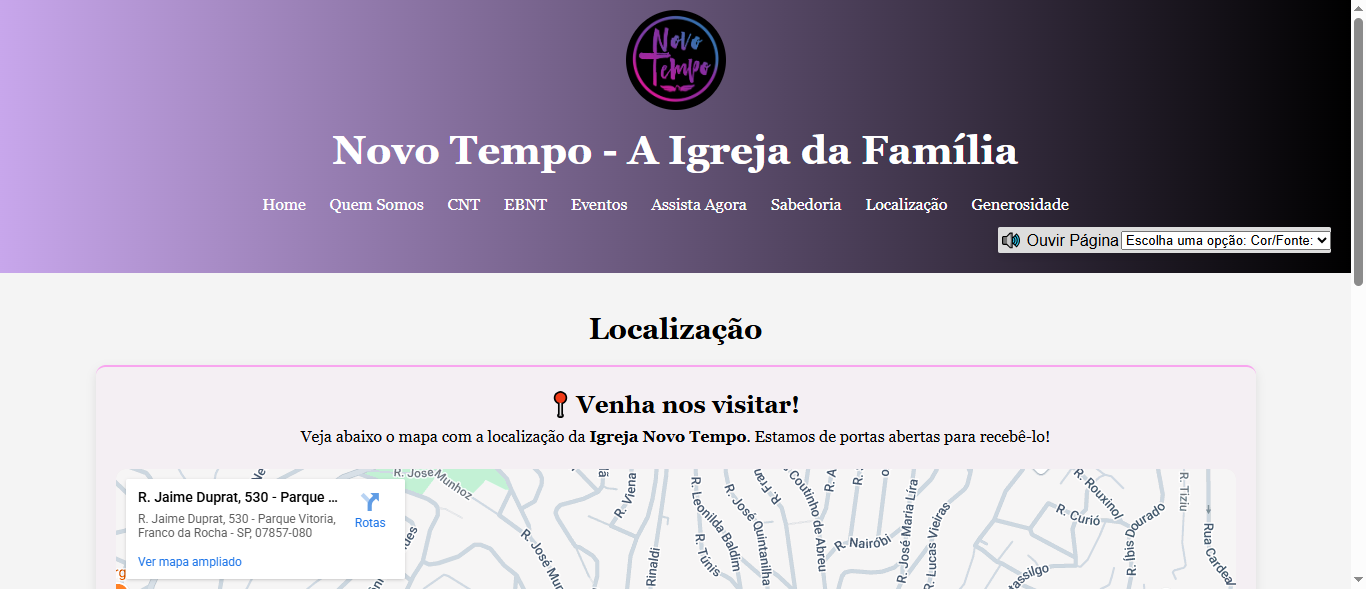 Novo
Tempo
Novo Tempo - A Igreja da Família
Home Quem Somos CNT EBNT Eventos Assista Agora Sabedoria Localização Generosidade
Ouvir Página Escolha uma opção: Cor/Fonte:
Localização
Venha nos visitar!
Veja abaixo o mapa com a localização da Igreja Novo Tempo. Estamos de portas abertas para recebê-lo!
R. Jaime Duprat, 530 - Parque ...
R. Jaime Duprat, 530 - Parque Vitoria,
Franco da Rocha - SP, 07857-080
Rotas
Ver mapa ampliado
R. José Munhoz
R. Viena
R. Leonilda Baldim
R. José Quintanilha
R. Fran
Coutinho de Abreu
R. José Maria Lira
R. Lucas Vieiras
R. Nairóbi
R. Túnis
Rinaldi
R. José Mu
R. Rouxinol
R. Curió
R. Íbis Dourado
R. Tiziu
Rua Cardeal
tassilgo